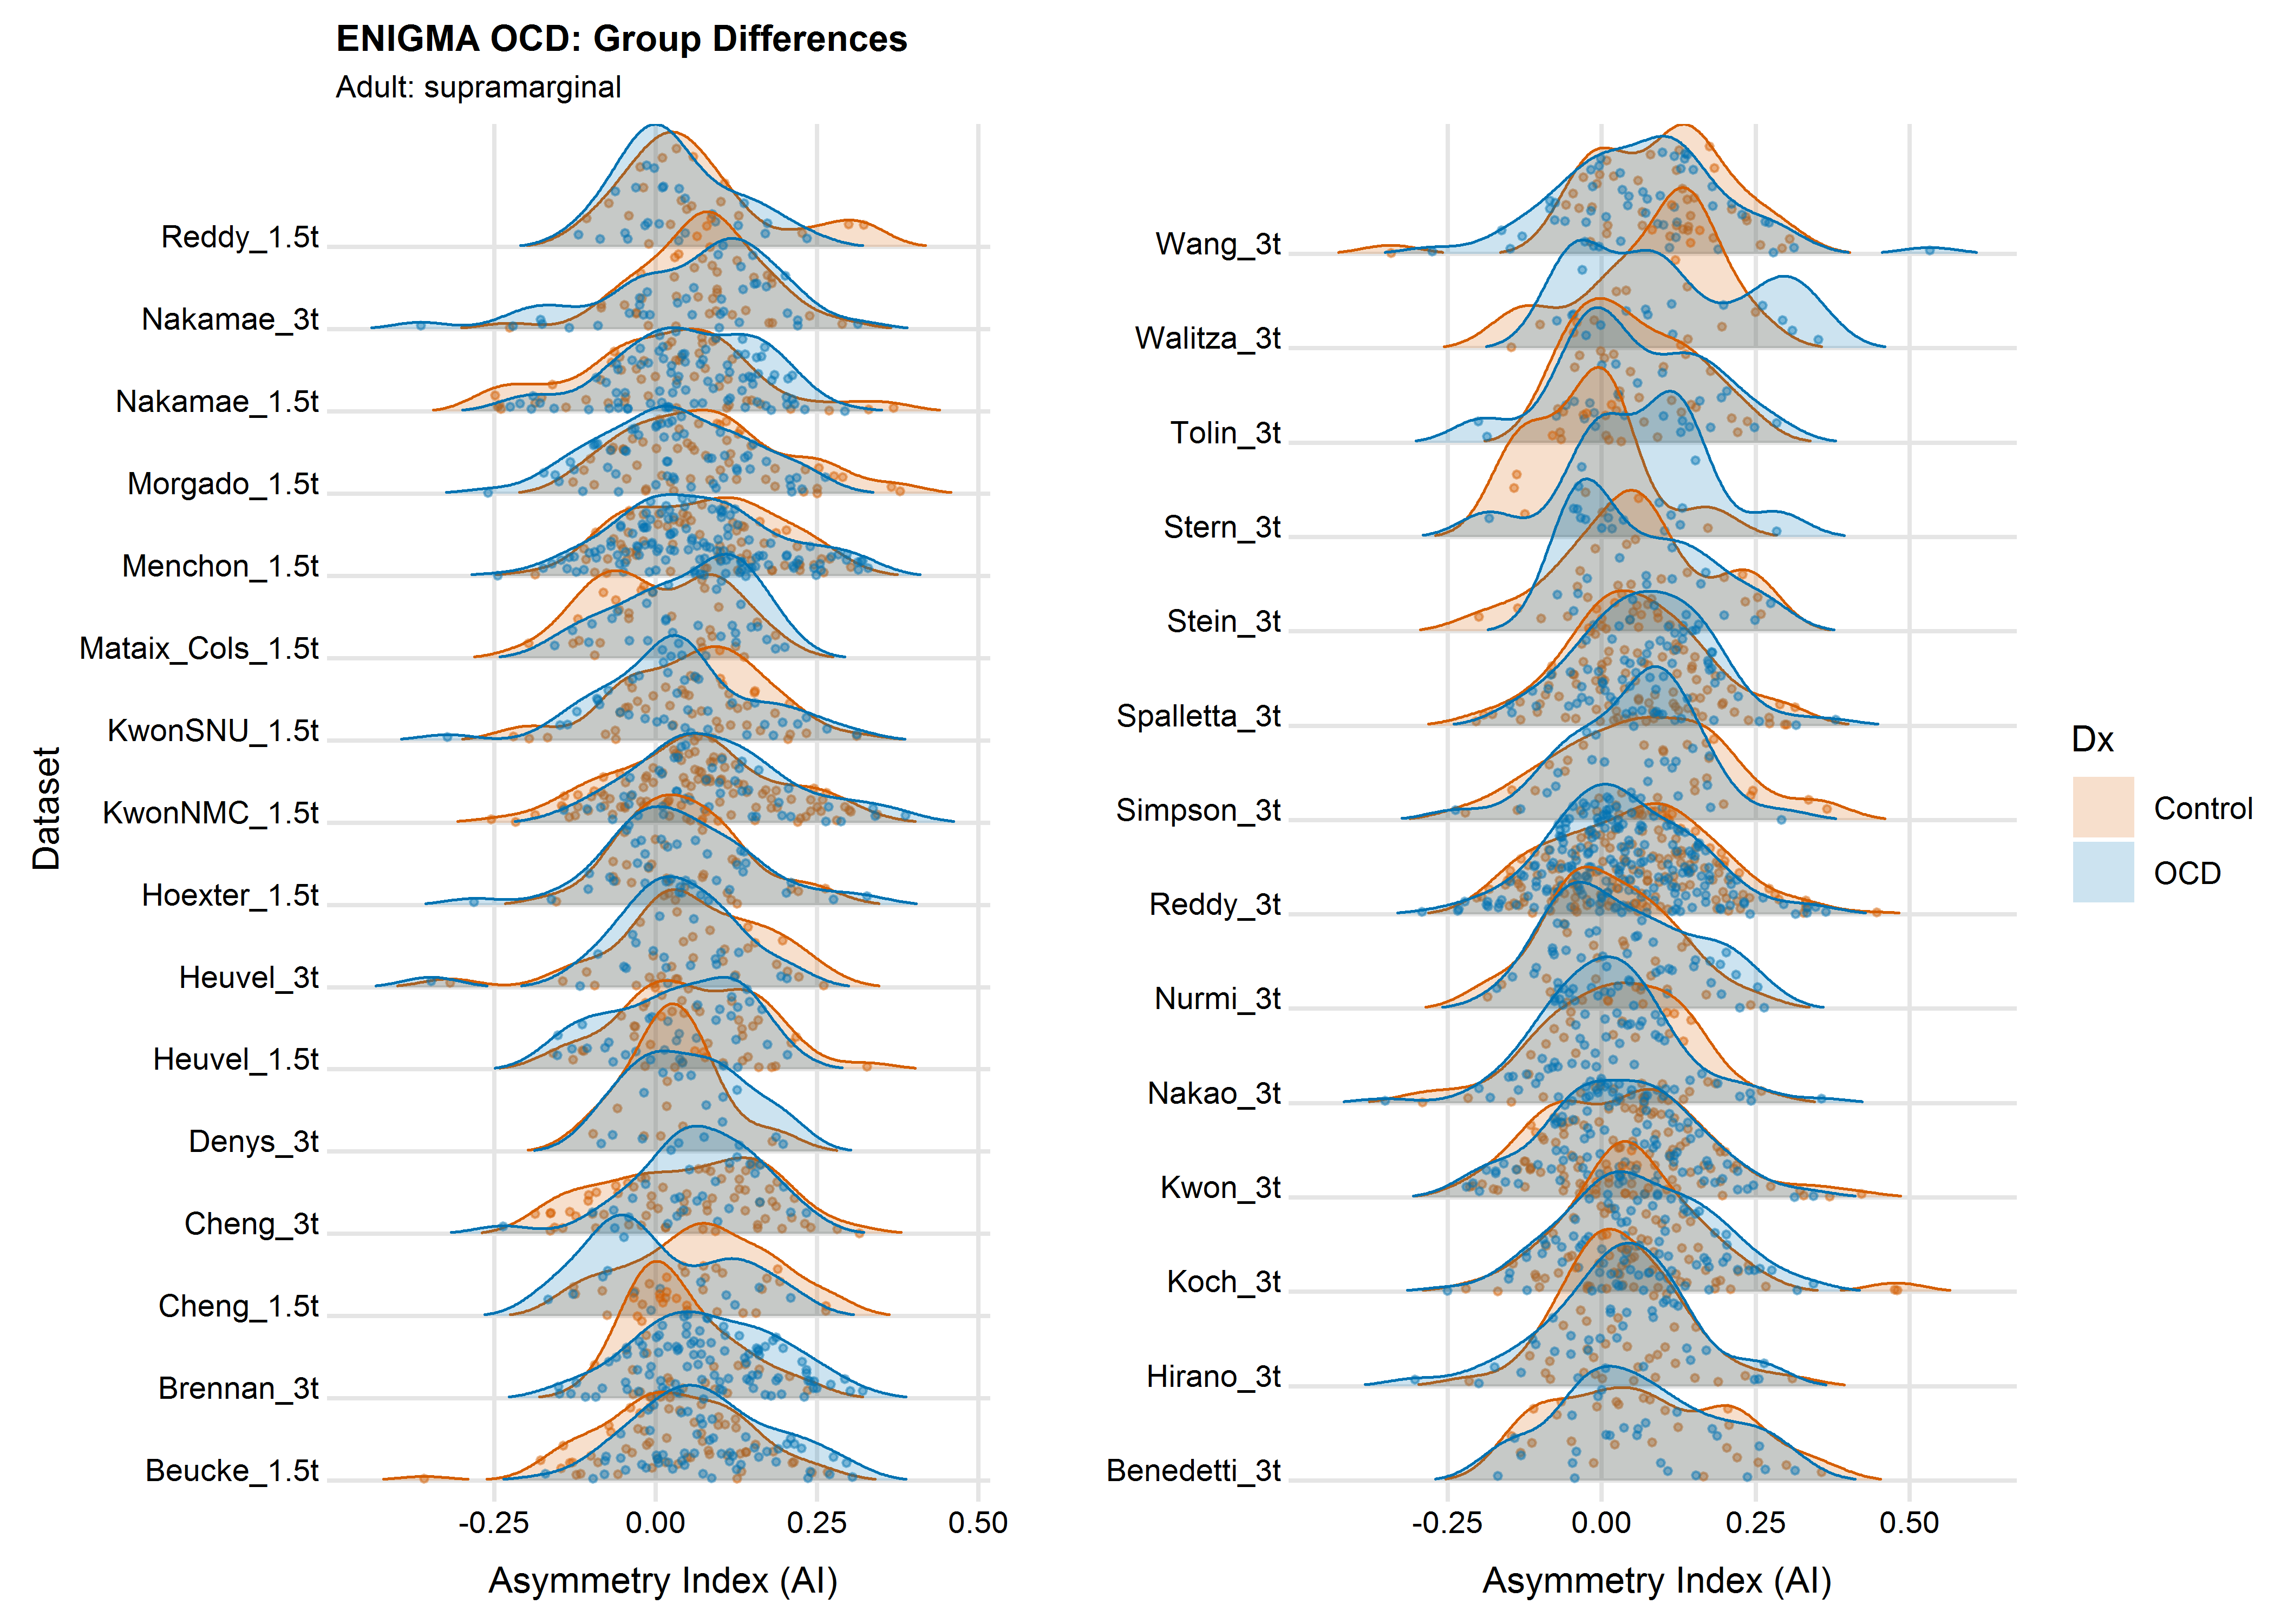 ENIGMA OCD: Group Differences
Adult: supramarginal
Dataset
Reddy_1.5t
Nakamae_3t
Nakamae_1.5t
Morgado_1.5t
Menchon_1.5t
Mataix_Cols_1.5t
KwonSNU_1.5t
KwonNMC_1.5t
Hoexter_1.5t
Heuvel_3t
Heuvel_1.5t
Denys_3t
Cheng_3t
Cheng_1.5t
Brennan_3t
Beucke_1.5t
-0.25 0.00 0.25 0.50
Asymmetry Index (AI)
Wang_3t
Walitza_3t
Tolin_3t
Stern_3t
Stein_3t
Spalletta_3t
Simpson_3t
Reddy_3t
Nurmi_3t
Nakao_3t
Kwon_3t
Koch_3t
Hirano_3t
Benedetti_3t
-0.25 0.00 0.25 0.50
Asymmetry Index (AI)
Dx
Control
OCD